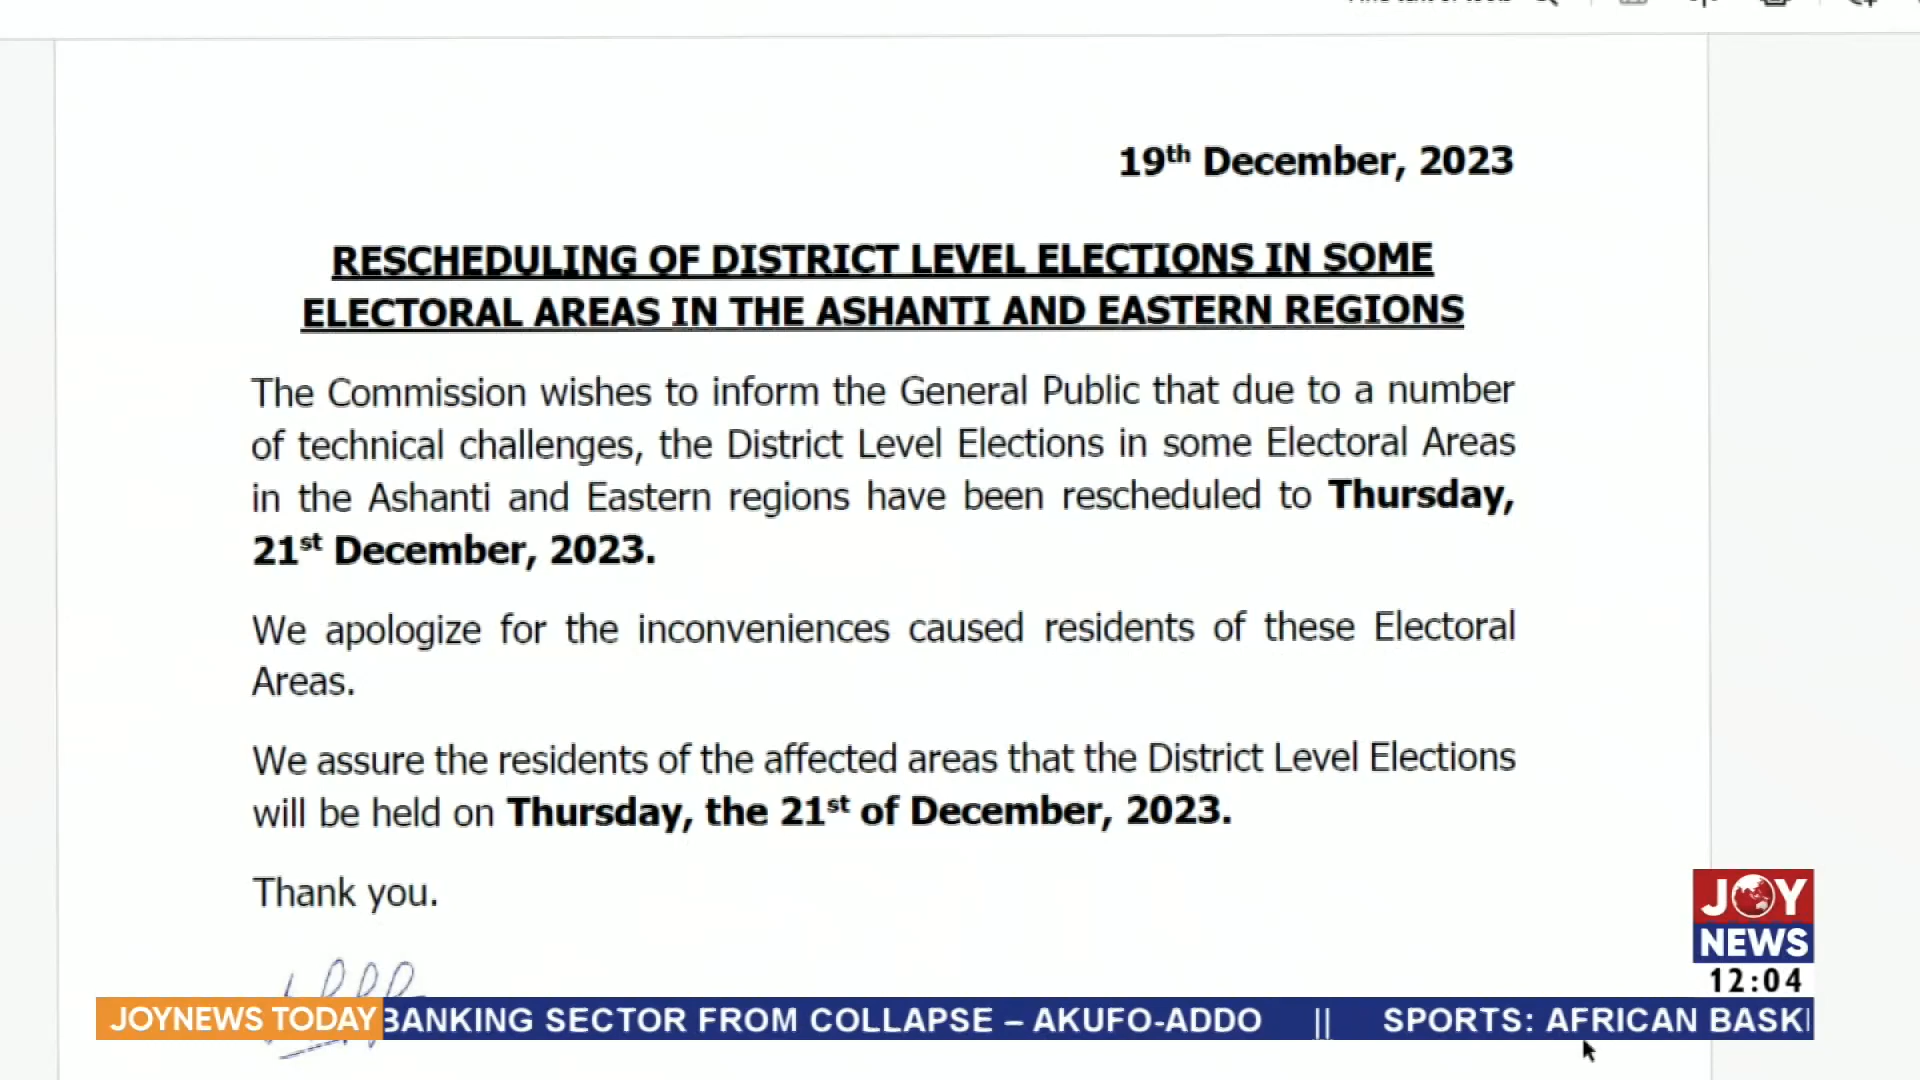 19th December, 2023
RESCHEDULING OF DISTRICT LEVEL ELECTIONS IN SOME
ELECTORAL AREAS IN THE ASHANTI AND EASTERN REGIONS
The Commission wishes to inform the General Public that due to a number
of technical challenges, the District Level Elections in some Electoral Areas
in the Ashanti and Eastern regions have been rescheduled to Thursday,
21st December, 2023.
We apologize for the inconveniences caused residents of these Electoral
Areas.
We assure the residents of the affected areas that the District Level Elections
will be held on Thursday, the 21st of December, 2023.
Thank you.
JOY
NEWS
12:04
JOYNEWS TODAY BANKING SECTOR FROM COLLAPSE – AKUFO-ADDO || SPORTS: AFRICAN BASK